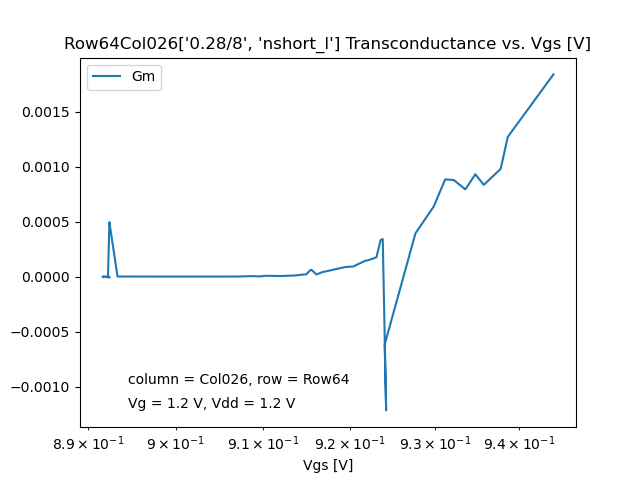 Row64Col026['0.28/8', 'nshort_l'] Transconductance vs. Vgs [V]
Gm
0.0015
0.0010
0.0005
0.0000
−0.0005
−0.0010
column = Col026, row = Row64
Vg = 1.2 V, Vdd = 1.2 V
8.9 × 10⁻¹ 9 × 10⁻¹ 9.1 × 10⁻¹ 9.2 × 10⁻¹ 9.3 × 10⁻¹ 9.4 × 10⁻¹
Vgs [V]